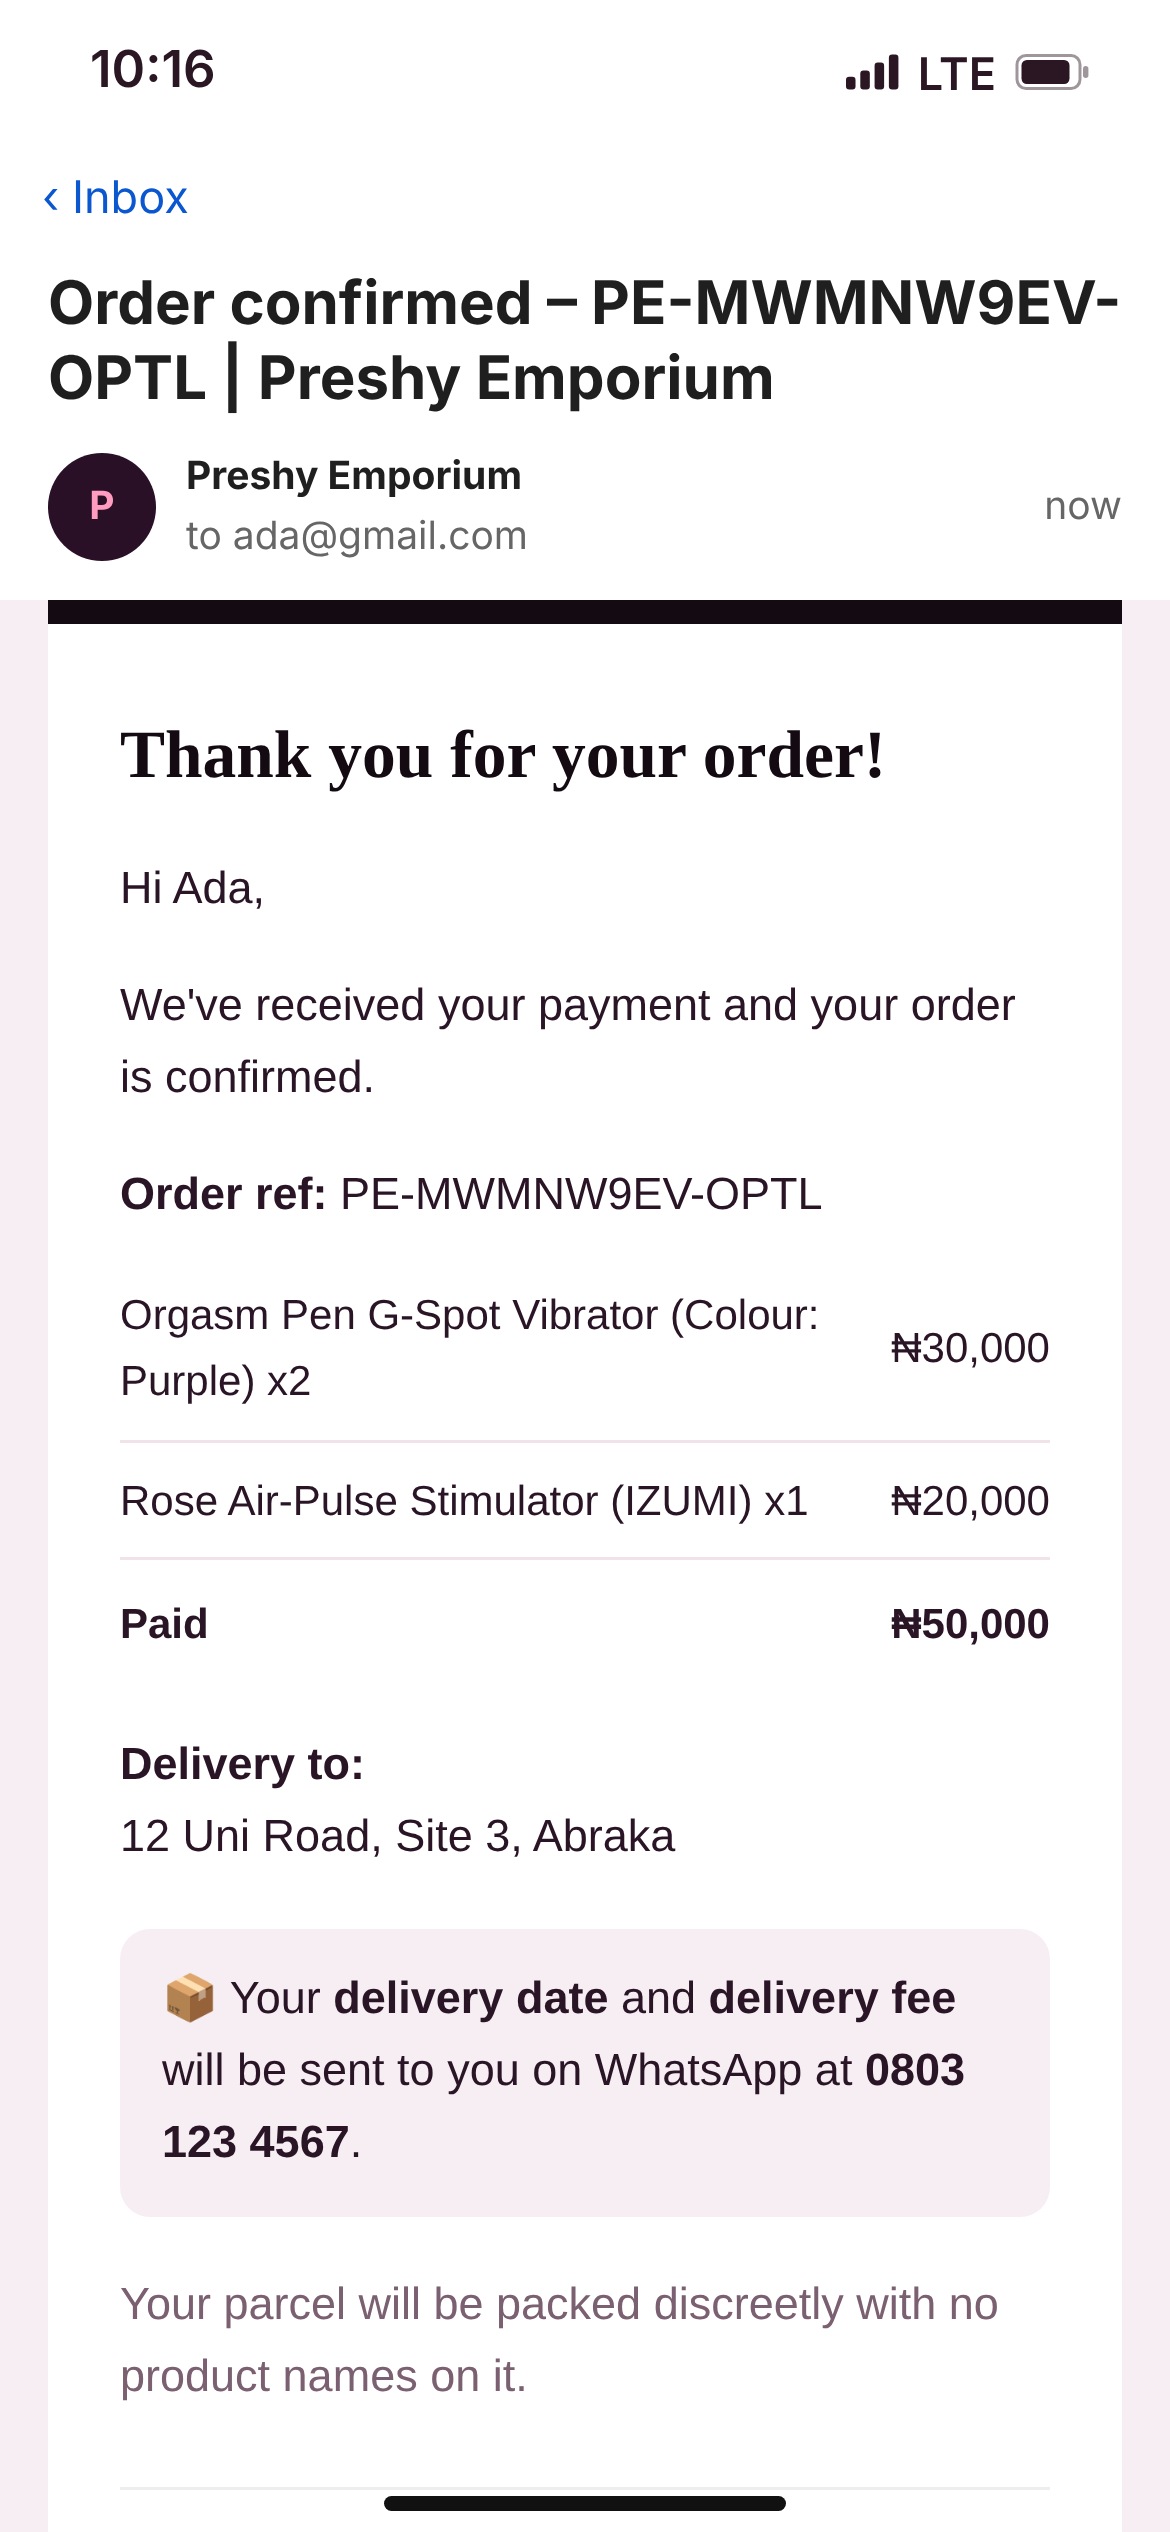 10:16
LTE
‹ Inbox
Order confirmed – PE-MWMNW9EV-
OPTL | Preshy Emporium
P
Preshy Emporium
to ada@gmail.com
now
Thank you for your order!
Hi Ada,
We've received your payment and your order
is confirmed.
Order ref: PE-MWMNW9EV-OPTL
Orgasm Pen G-Spot Vibrator (Colour:
Purple) x2
₦30,000
Rose Air-Pulse Stimulator (IZUMI) x1
₦20,000
Paid
₦50,000
Delivery to:
12 Uni Road, Site 3, Abraka
📦 Your delivery date and delivery fee
will be sent to you on WhatsApp at 0803
123 4567.
Your parcel will be packed discreetly with no
product names on it.